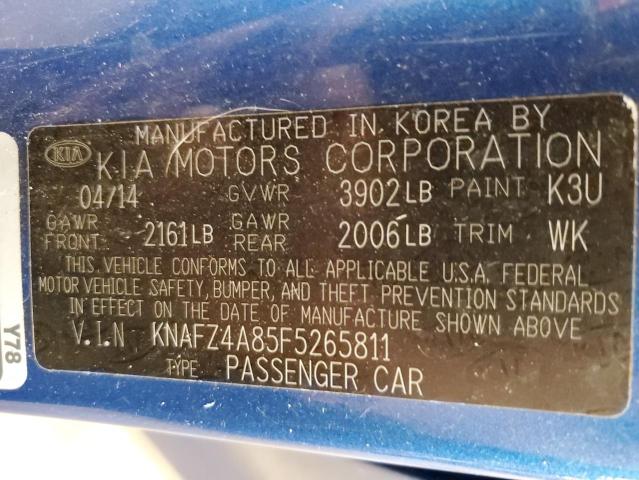 MANUFACTURED IN KOREA BY
KIA KIA MOTORS CORPORATION
04/14 GVWR 3902LB PAINT K3U
GAWR FRONT: 2161LB GAWR REAR 2006LB TRIM WK
THIS VEHICLE CONFORMS TO ALL APPLICABLE U.S.A. FEDERAL
MOTOR VEHICLE SAFETY, BUMPER, AND THEFT PREVENTION STANDARDS
IN EFFECT ON THE DATE OF MANUFACTURE SHOWN ABOVE
V.I.N KNAFZ4A85F5265811
TYPE: PASSENGER CAR
Y78